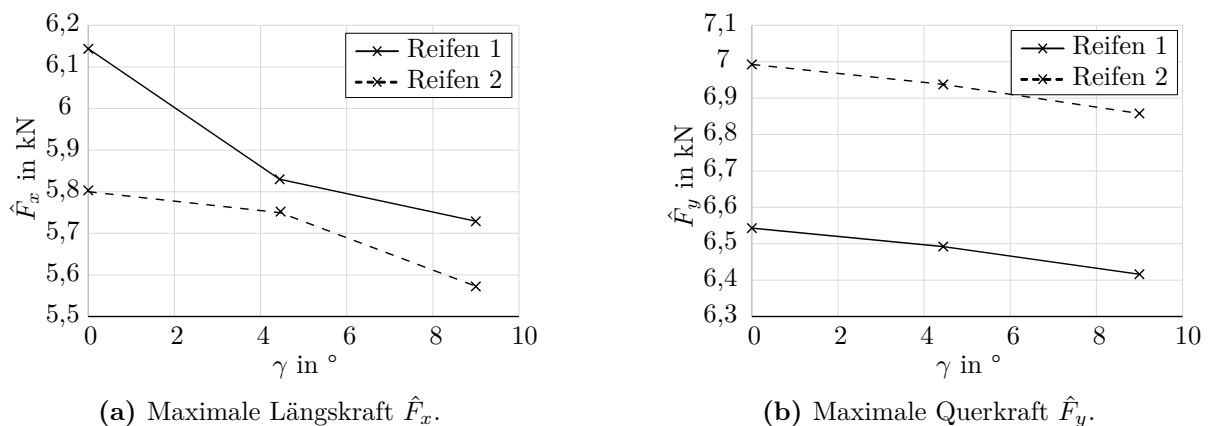 6,2
6,1
6
5,9
5,8
5,7
5,6
5,5
F̂x in kN
Reifen 1
Reifen 2
0 2 4 6 8 10
γ in °
(a) Maximale Längskraft F̂x.
7,1
7
6,9
6,8
6,7
6,6
6,5
6,4
6,3
F̂y in kN
Reifen 1
Reifen 2
0 2 4 6 8 10
γ in °
(b) Maximale Querkraft F̂y.